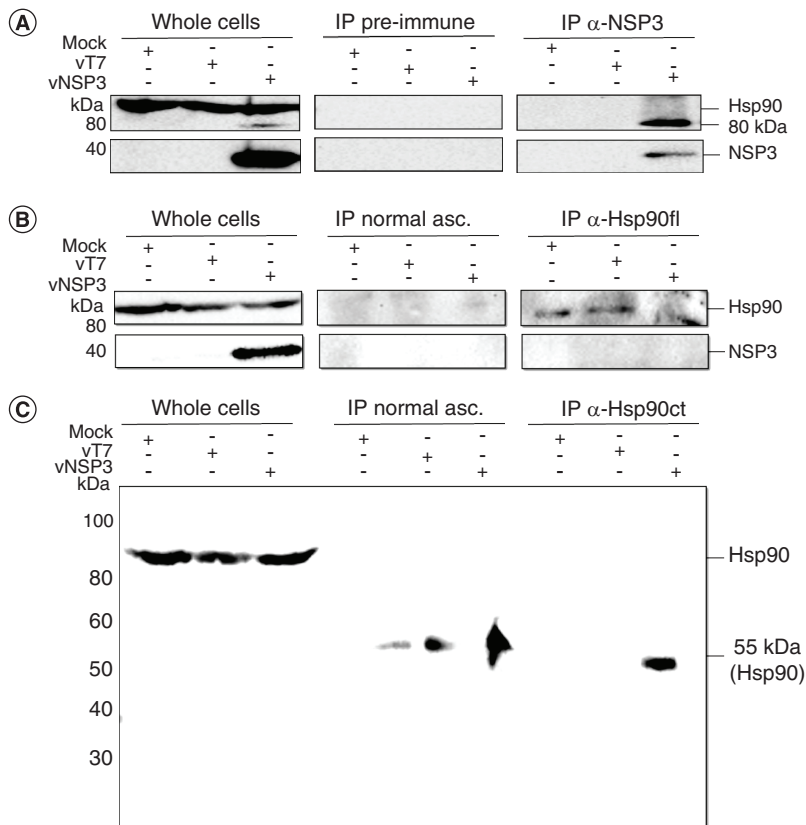 A
Whole cells IP pre-immune IP α-NSP3
Mock + - - + - - + - -
vT7 - + - - + - - + -
vNSP3 - - + - - + - - +
kDa Hsp90
80 80 kDa
40 NSP3
B
Whole cells IP normal asc. IP α-Hsp90fl
Mock + - - + - - + - -
vT7 - + - - + - - + -
vNSP3 - - + - - + - - +
kDa Hsp90
80
40 NSP3
C
Whole cells IP normal asc. IP α-Hsp90ct
Mock + - - + - - + - -
vT7 - + - - + - - + -
vNSP3 - - + - - + - - +
kDa
100
Hsp90
80
60
55 kDa
50 (Hsp90)
40
30